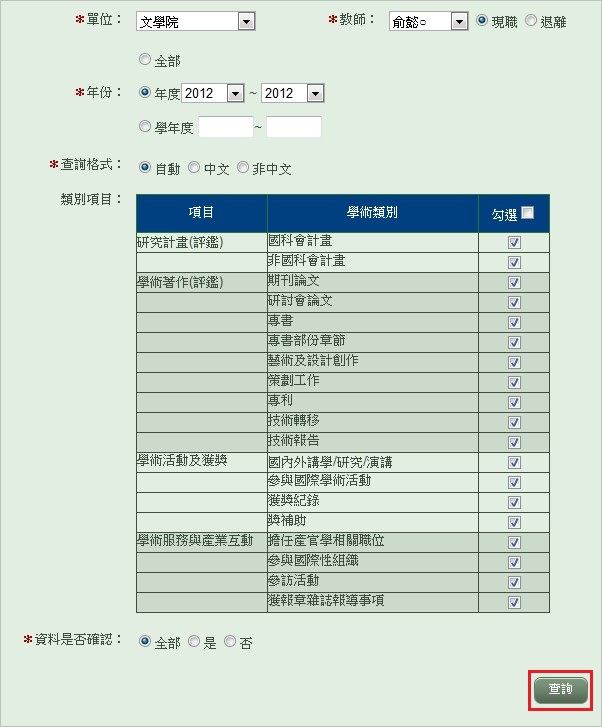 *單位： 文學院 *教師： 俞懿○ 現職 退離
全部
*年份： 年度 2012 ~ 2012
學年度 ~
*查詢格式： 自動 中文 非中文
類別項目：
項目 學術類別 勾選
研究計畫(評鑑) 國科會計畫
非國科會計畫
學術著作(評鑑) 期刊論文
研討會論文
專書
專書部份章節
藝術及設計創作
策劃工作
專利
技術轉移
技術報告
學術活動及獲獎 國內外講學/研究/演講
參與國際學術活動
獲獎紀錄
獎補助
學術服務與產業互動 擔任產官學相關職位
參與國際性組織
參訪活動
獲報章雜誌報導事項
*資料是否確認： 全部 是 否
查詢